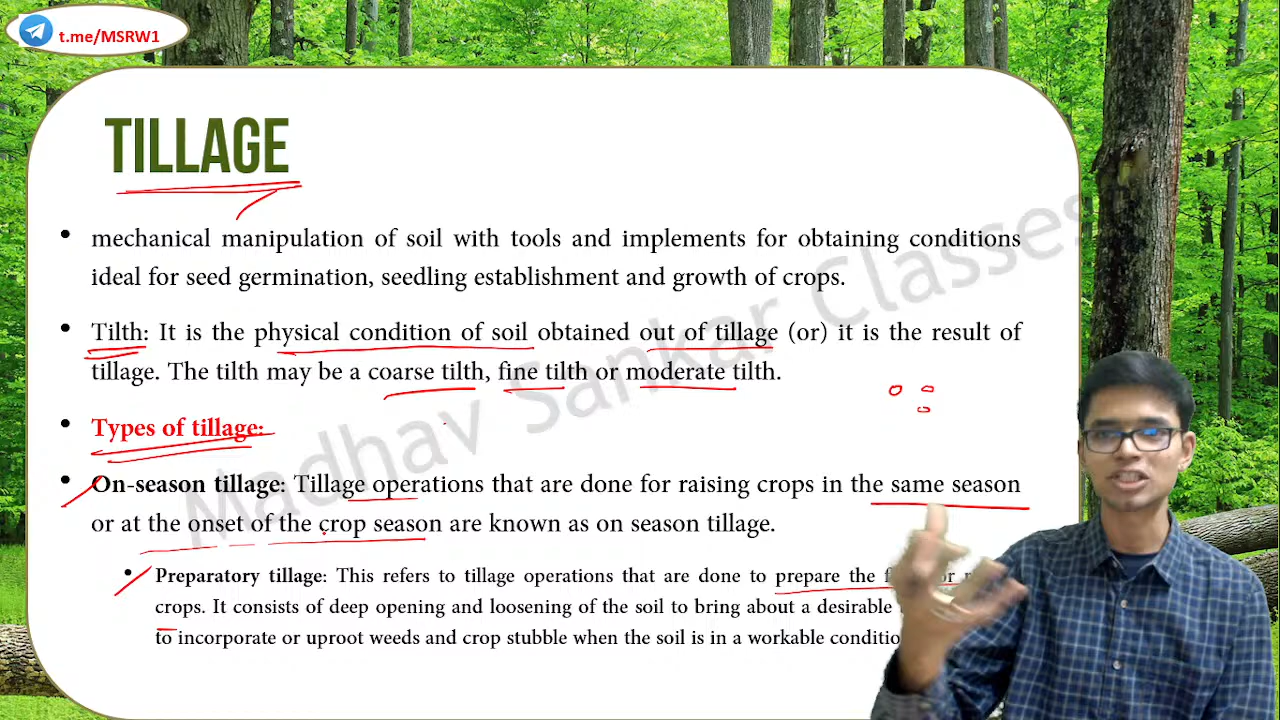 t.me/MSRW1
TILLAGE
• mechanical manipulation of soil with tools and implements for obtaining conditions
ideal for seed germination, seedling establishment and growth of crops.
• Tilth: It is the physical condition of soil obtained out of tillage (or) it is the result of
tillage. The tilth may be a coarse tilth, fine tilth or moderate tilth.
• Types of tillage:
• On-season tillage: Tillage operations that are done for raising crops in the same season
or at the onset of the crop season are known as on season tillage.
• Preparatory tillage: This refers to tillage operations that are done to prepare the
crops. It consists of deep opening and loosening of the soil to bring about a desirable
to incorporate or uproot weeds and crop stubble when the soil is in a workable
Madhav Sankar Classes